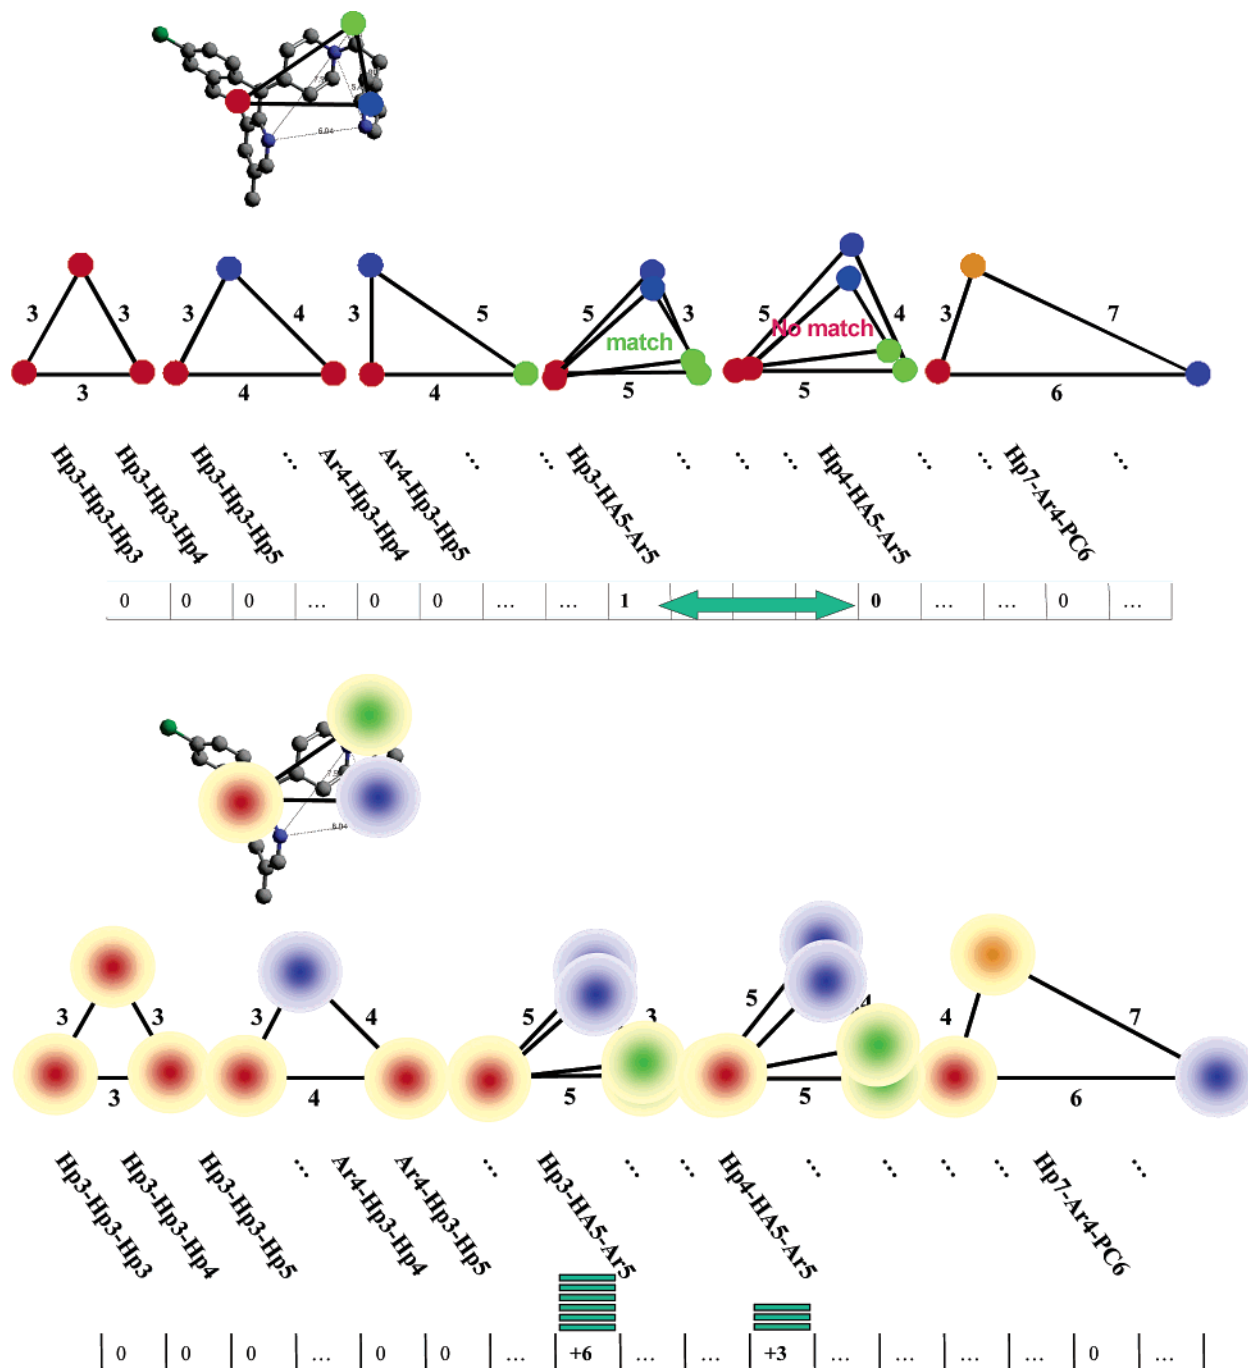 6.04
3 3 3 4 3 5 5 3 5 4 3 7
match No match
3 4 4 5 5 6
Hp3-Hp3-Hp3 Hp3-Hp3-Hp4 Hp3-Hp3-Hp5 ... Ar4-Hp3-Hp4 Ar4-Hp3-Hp5 ... ... Hp3-HA5-Ar5 ... ... ... Hp4-HA5-Ar5 ... ... Hp7-Ar4-PC6 ...
0 0 0 ... 0 0 ... ... 1 0 ... ... 0 ...
3 3 3 4 5 3 5 4 7
3 4 5 5 6
Hp3-Hp3-Hp3 Hp3-Hp3-Hp4 Hp3-Hp3-Hp5 ... Ar4-Hp3-Hp4 Ar4-Hp3-Hp5 ... Hp3-HA5-Ar5 ... ... Hp4-HA5-Ar5 ... ... ... ... Hp7-Ar4-PC6 ...
0 0 0 ... 0 0 ... +6 ... ... +3 ... ... ... ... 0 ...